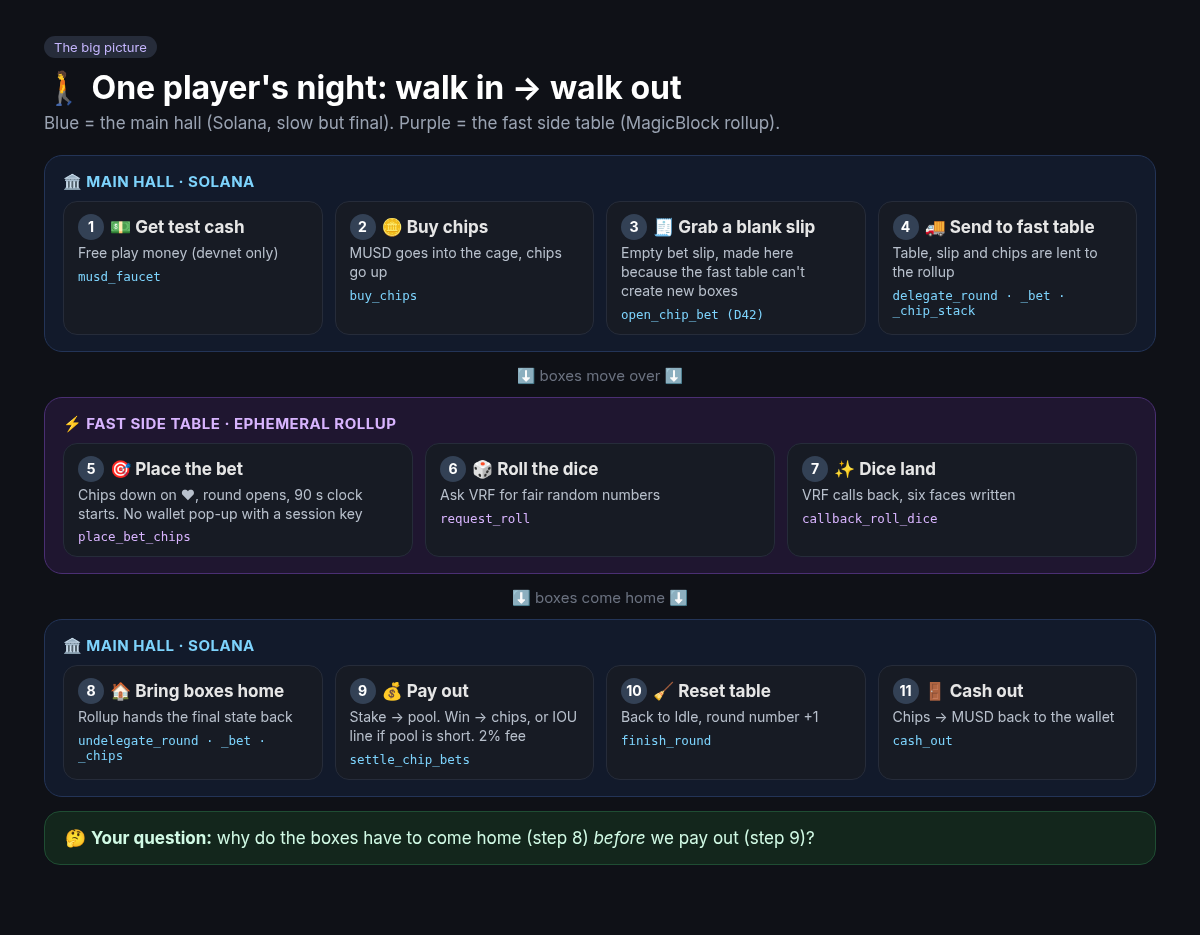 The big picture
🚶 One player's night: walk in → walk out
Blue = the main hall (Solana, slow but final). Purple = the fast side table (MagicBlock rollup).
🏛️ MAIN HALL · SOLANA
1 💵 Get test cash
Free play money (devnet only)
musd_faucet
2 🪙 Buy chips
MUSD goes into the cage, chips
go up
buy_chips
3 🧾 Grab a blank slip
Empty bet slip, made here
because the fast table can't
create new boxes
open_chip_bet (D42)
4 🚚 Send to fast table
Table, slip and chips are lent to
the rollup
delegate_round · _bet ·
_chip_stack
⬇️ boxes move over ⬇️
⚡ FAST SIDE TABLE · EPHEMERAL ROLLUP
5 🎯 Place the bet
Chips down on ♥, round opens, 90 s clock
starts. No wallet pop-up with a session key
place_bet_chips
6 🎲 Roll the dice
Ask VRF for fair random numbers
request_roll
7 ✨ Dice land
VRF calls back, six faces written
callback_roll_dice
⬇️ boxes come home ⬇️
🏛️ MAIN HALL · SOLANA
8 🏠 Bring boxes home
Rollup hands the final state back
undelegate_round · _bet ·
_chips
9 💰 Pay out
Stake → pool. Win → chips, or IOU
line if pool is short. 2% fee
settle_chip_bets
10 🧹 Reset table
Back to Idle, round number +1
finish_round
11 🚪 Cash out
Chips → MUSD back to the wallet
cash_out
🤔 Your question: why do the boxes have to come home (step 8) before we pay out (step 9)?